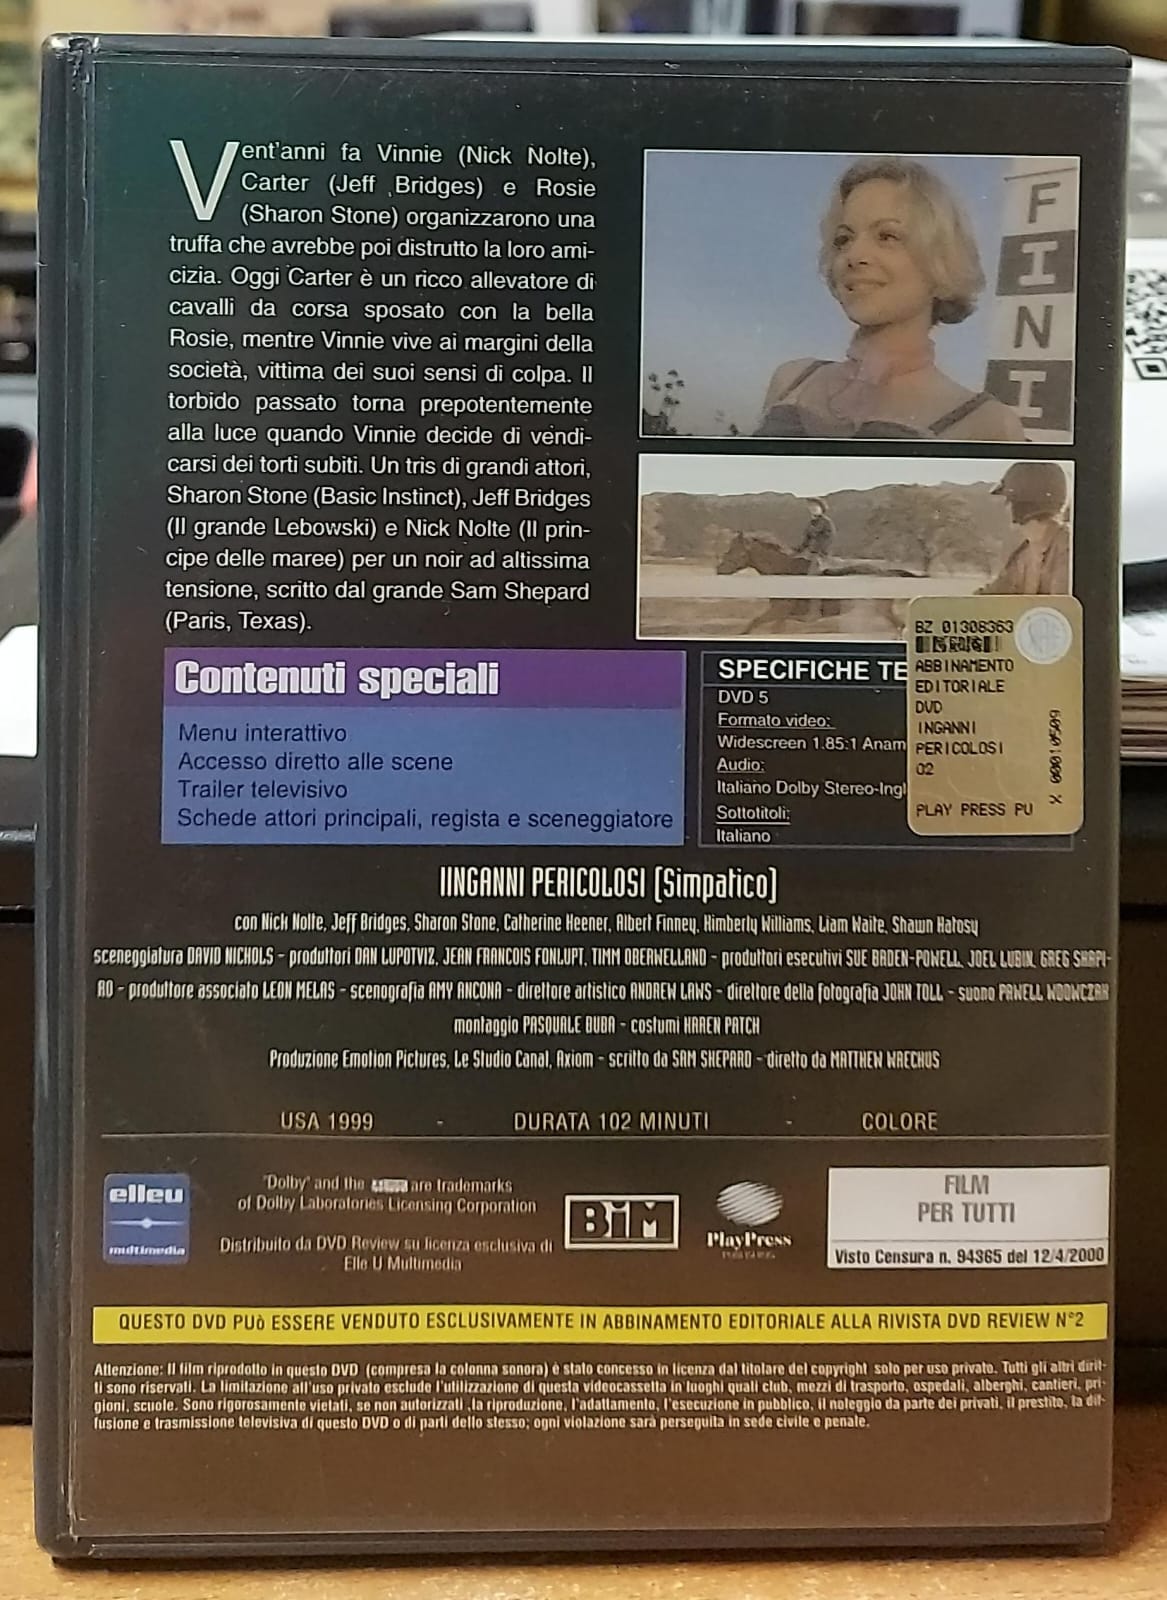 Vent'anni fa Vinnie (Nick Nolte),
Carter (Jeff Bridges) e Rosie
(Sharon Stone) organizzarono una
truffa che avrebbe poi distrutto la loro ami-
cizia. Oggi Carter è un ricco allevatore di
cavalli da corsa sposato con la bella
Rosie, mentre Vinnie vive ai margini della
società, vittima dei suoi sensi di colpa. Il
torbido passato torna prepotentemente
alla luce quando Vinnie decide di vendi-
carsi dei torti subiti. Un tris di grandi attori,
Sharon Stone (Basic Instinct), Jeff Bridges
(Il grande Lebowski) e Nick Nolte (Il prin-
cipe delle maree) per un noir ad altissima
tensione, scritto dal grande Sam Shepard
(Paris, Texas).
F
I
N
I
Contenuti speciali
Menu interattivo
Accesso diretto alle scene
Trailer televisivo
Schede attori principali, regista e sceneggiatore
SPECIFICHE TE
DVD 5
Formato video:
Widescreen 1.85:1 Anam
Audio:
Italiano Dolby Stereo-Ingl
Sottotitoli:
Italiano
BZ 01308363
ABBINAMENTO
EDITORIALE
DVD
INGANNI
PERICOLOSI
02
PLAY PRESS PU
X 00010509
IINGANNI PERICOLOSI (Simpatico)
con Nick Nolte, Jeff Bridges, Sharon Stone, Catherine Keener, Albert Finney, Kimberly Williams, Liam Waite, Shawn Hatosy
sceneggiatura DAVID NICHOLS - produttori DAN LUPOTVIZ, JEAN FRANCOIS FONLUPT, TIMM OBERWELLAND - produttori esecutivi SUE BADEN-POWELL, JOEL LUBIN, GREG SHAPI-
RO - produttore associato LEON MELAS - scenografia AMY ANCONA - direttore artistico ANDREW LAWS - direttore della fotografia JOHN TOLL - suono PAWELL WDOWCZAK
montaggio PASQUALE BUBA - costumi KAREN PATCH
Produzione Emotion Pictures, Le Studio Canal, Axiom - scritto da SAM SHEPARD - diretto da MATTHEW WARCHUS
USA 1999 - DURATA 102 MINUTI - COLORE
elleu
multimedia
"Dolby" and the are trademarks
of Dolby Laboratories Licensing Corporation
Distribuito da DVD Review su licenza esclusiva di
Elle U Multimedia
BiM
PlayPress
FILM
PER TUTTI
Visto Censura n. 94365 del 12/4/2000
QUESTO DVD PUò ESSERE VENDUTO ESCLUSIVAMENTE IN ABBINAMENTO EDITORIALE ALLA RIVISTA DVD REVIEW N°2
Attenzione: Il film riprodotto in questo DVD (compresa la colonna sonora) è stato concesso in licenza dal titolare del copyright solo per uso privato. Tutti gli altri dirit-
ti sono riservati. La limitazione all'uso privato esclude l'utilizzazione di questa videocassetta in luoghi quali club, mezzi di trasporto, ospedali, alberghi, cantieri, pri-
gioni, scuole. Sono rigorosamente vietati, se non autorizzati ,la riproduzione, l'adattamento, l'esecuzione in pubblico, il noleggio da parte dei privati, il prestito, la dif-
fusione e trasmissione televisiva di questo DVD o di parti dello stesso; ogni violazione sarà perseguita in sede civile e penale.